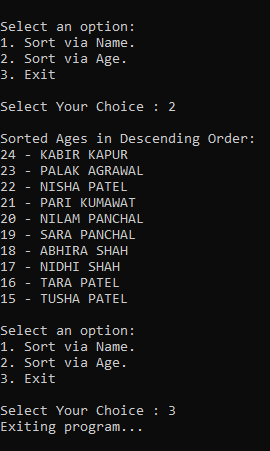 Select an option:
1. Sort via Name.
2. Sort via Age.
3. Exit
Select Your Choice : 2
Sorted Ages in Descending Order:
24 - KABIR KAPUR
23 - PALAK AGRAWAL
22 - NISHA PATEL
21 - PARI KUMAWAT
20 - NILAM PANCHAL
19 - SARA PANCHAL
18 - ABHIRA SHAH
17 - NIDHI SHAH
16 - TARA PATEL
15 - TUSHA PATEL
Select an option:
1. Sort via Name.
2. Sort via Age.
3. Exit
Select Your Choice : 3
Exiting program...